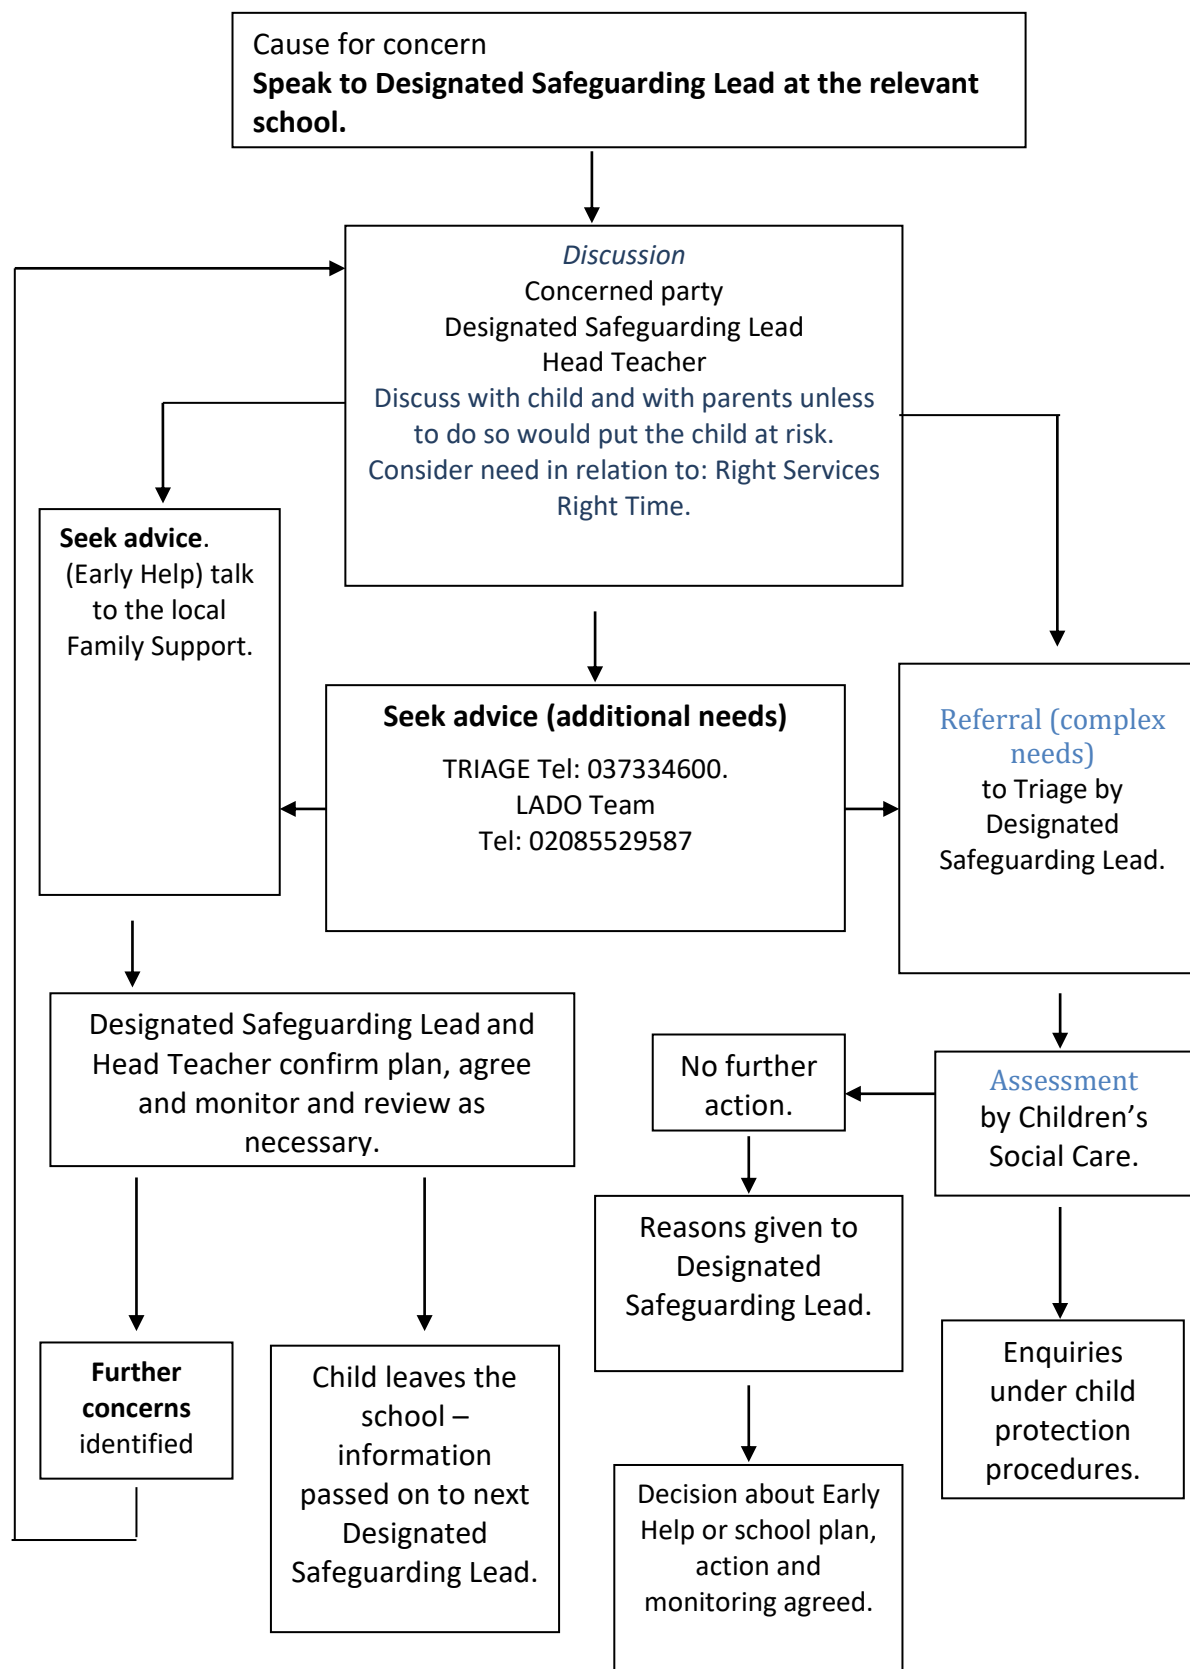 Cause for concern
Speak to Designated Safeguarding Lead at the relevant
school.
Discussion
Concerned party
Designated Safeguarding Lead
Head Teacher
Discuss with child and with parents unless
to do so would put the child at risk.
Consider need in relation to: Right Services
Right Time.
Seek advice.
(Early Help) talk
to the local
Family Support.
Seek advice (additional needs)
TRIAGE Tel: 037334600.
LADO Team
Tel: 02085529587
Referral (complex
needs)
to Triage by
Designated
Safeguarding Lead.
Designated Safeguarding Lead and
Head Teacher confirm plan, agree
and monitor and review as
necessary.
No further
action.
Assessment
by Children’s
Social Care.
Reasons given to
Designated
Safeguarding Lead.
Further
concerns
identified
Child leaves the
school –
information
passed on to next
Designated
Safeguarding Lead.
Enquiries
under child
protection
procedures.
Decision about Early
Help or school plan,
action and
monitoring agreed.